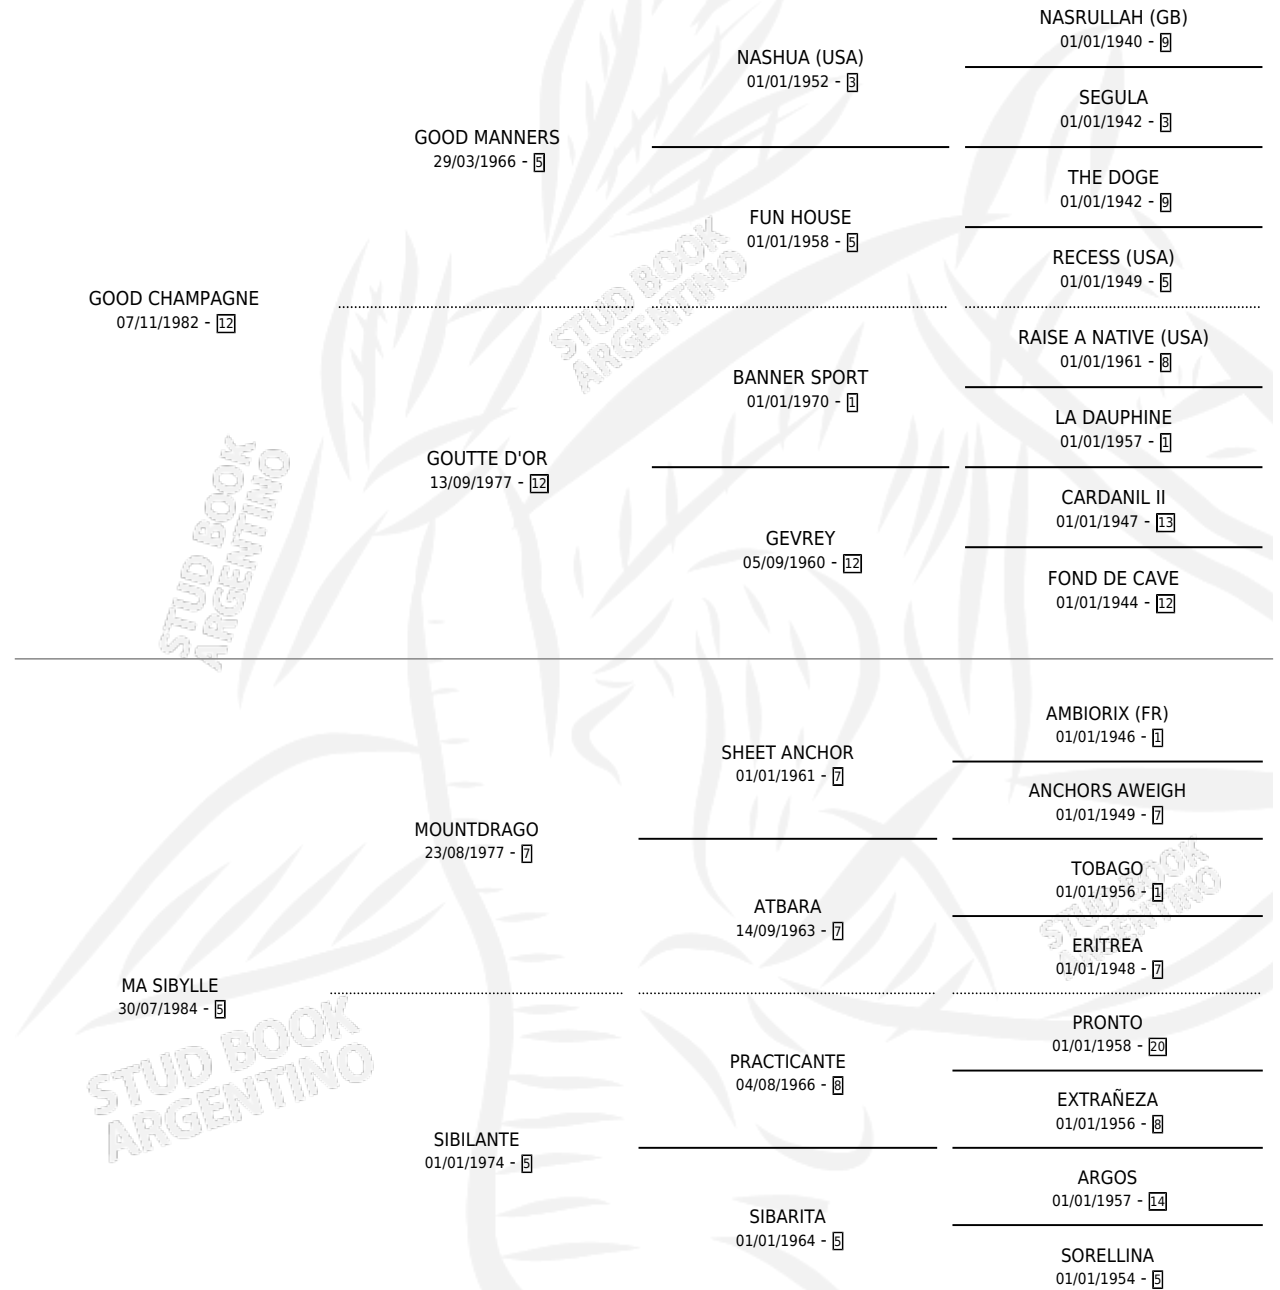 NASRULLAH (GB)
01/01/1940 - 9
NASHUA (USA)
01/01/1952 - 3
SEGULA
01/01/1942 - 3
GOOD MANNERS
29/03/1966 - 5
THE DOGE
01/01/1942 - 9
FUN HOUSE
01/01/1958 - 5
RECESS (USA)
01/01/1949 - 5
GOOD CHAMPAGNE
07/11/1982 - 12
RAISE A NATIVE (USA)
01/01/1961 - 8
BANNER SPORT
01/01/1970 - 1
LA DAUPHINE
01/01/1957 - 1
GOUTTE D'OR
13/09/1977 - 12
CARDANIL II
01/01/1947 - 13
GEVREY
05/09/1960 - 12
FOND DE CAVE
01/01/1944 - 12
AMBIORIX (FR)
01/01/1946 - 1
SHEET ANCHOR
01/01/1961 - 7
ANCHORS AWEIGH
01/01/1949 - 7
MOUNTDRAGO
23/08/1977 - 7
TOBAGO
01/01/1956 - 1
ATBARA
14/09/1963 - 7
ERITREA
01/01/1948 - 7
MA SIBYLLE
30/07/1984 - 5
PRONTO
01/01/1958 - 20
PRACTICANTE
04/08/1966 - 8
EXTRAÑEZA
01/01/1956 - 8
SIBILANTE
01/01/1974 - 5
ARGOS
01/01/1957 - 14
SIBARITA
01/01/1964 - 5
SORELLINA
01/01/1954 - 5
STUD BOOK
ARGENTINO
STUD BOOK
ARGENTINO
STUD BOOK
ARGENTINO
STUD BOOK
ARGENTINO